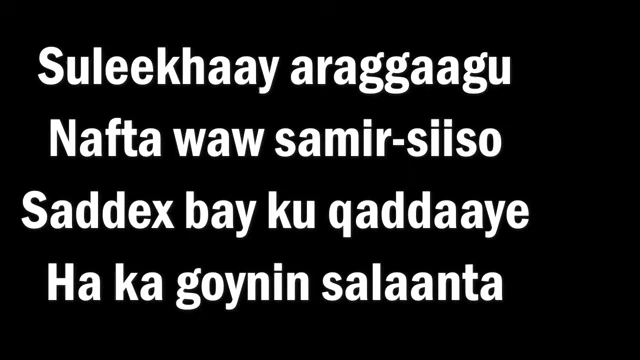 Suleekhaay araggaagu
Nafta waw samir-siiso
Saddex bay ku qaddaaye
Ha ka goynin salaanta